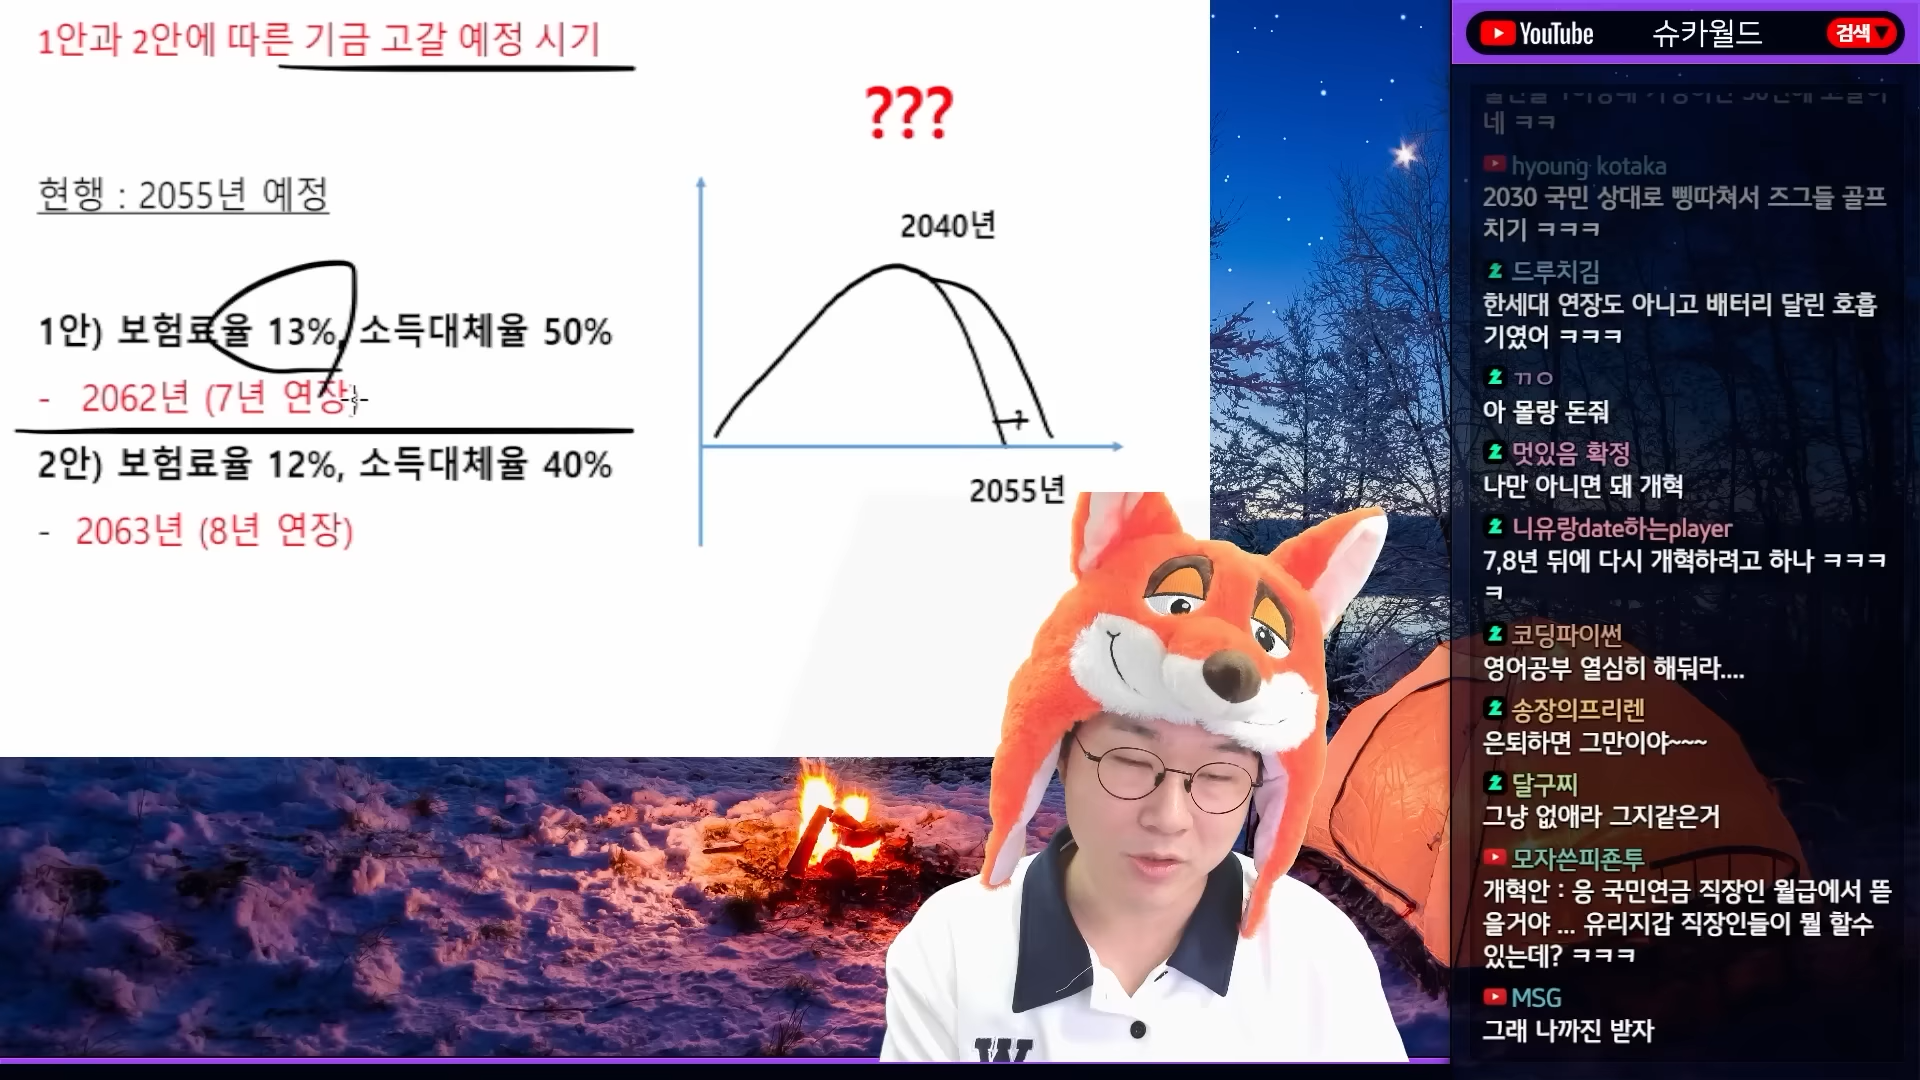 1안과 2안에 따른 기금 고갈 예정 시기
???
현행 : 2055년 예정
2040년
1안) 보험료율 13%, 소득대체율 50%
- 2062년 (7년 연장)
2안) 보험료율 12%, 소득대체율 40%
- 2063년 (8년 연장)
7
2055년
W
YouTube 슈카월드 검색
네 ㅋㅋ
hyoung kotaka
2030 국민 상대로 삥따쳐서 즈그들 골프
치기 ㅋㅋㅋ
드루치김
한세대 연장도 아니고 배터리 달린 호흡
기였어 ㅋㅋㅋ
ㄲㅇ
아 몰랑 돈줘
멋있음 확정
나만 아니면 돼 개혁
니유랑date하는player
7,8년 뒤에 다시 개혁하려고 하나 ㅋㅋㅋ
ㅋ
코딩파이썬
영어공부 열심히 해둬라....
송장의프리렌
은퇴하면 그만이야~~~
달구찌
그냥 없애라 그지같은거
모자쓴피죤투
개혁안 : 응 국민연금 직장인 월급에서 뜯
을거야 ... 유리지갑 직장인들이 뭘 할수
있는데? ㅋㅋㅋ
MSG
그래 나까진 받자